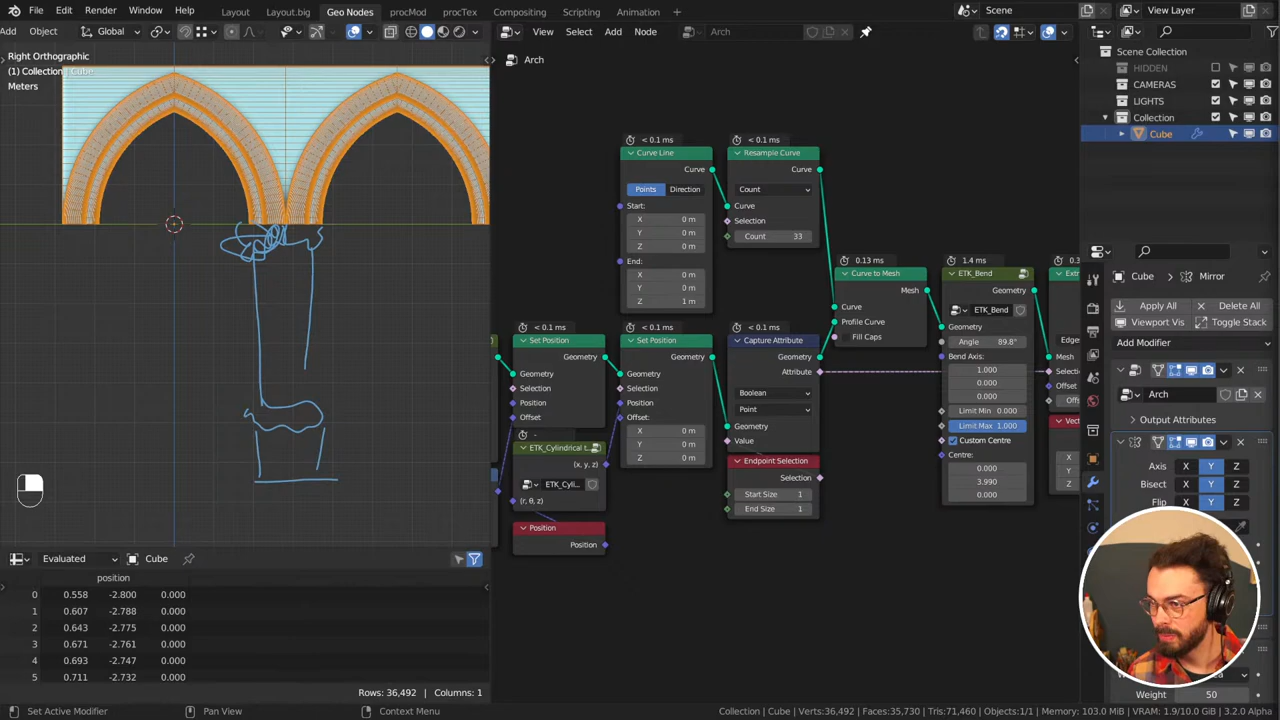 File Edit Render Window Help Layout Layout.big Geo Nodes procMod procTex Compositing Scripting Animation + Scene View Layer
Add Object Global View Select Add Node Arch
Right Orthographic
(1) Collection | Cube
Meters
Arch
Scene Collection
HIDDEN
CAMERAS
LIGHTS
Collection
Cube
< 0.1 ms < 0.1 ms
Curve Line Resample Curve
Curve Curve
Points Direction Count
Start: Curve
X 0 m Selection
Y 0 m Count 33
Z 0 m
End:
X 0 m
Y 0 m
Z 1 m
0.13 ms 1.4 ms
Curve to Mesh ETK_Bend
Mesh Geometry
Curve ETK_Bend
Profile Curve Geometry
Fill Caps Angle 89.8°
Bend Axis:
1.000
0.000
0.000
Limit Min 0.000
Limit Max 1.000
Custom Centre
Centre:
0.000
3.990
0.000
Mesh
< 0.1 ms < 0.1 ms < 0.1 ms
Set Position Set Position Capture Attribute
Geometry Geometry Geometry
Geometry Geometry Attribute
Selection Selection Boolean
Position Position Point
Offset Offset:
X 0 m Geometry
Y 0 m Value
Z 0 m
ETK_Cylindrical t...
(x, y, z)
ETK_Cyli...
(r, θ, z)
Position
Position
Endpoint Selection
Selection
Start Size 1
End Size 1
Cube Mirror
Apply All Delete All
Viewport Vis Toggle Stack
Add Modifier
Arch
Output Attributes
Axis X Y Z
Bisect X Y Z
Flip
Weight 50
Evaluated Cube
position
0 0.558 -2.800 0.000
1 0.607 -2.788 0.000
2 0.643 -2.775 0.000
3 0.671 -2.761 0.000
4 0.693 -2.747 0.000
5 0.711 -2.732 0.000
Rows: 36,492 | Columns: 1
Set Active Modifier Pan View Context Menu Collection | Cube | Verts:36,492 | Faces:35,730 | Tris:71,460 | Objects:1/1 | Memory: 103.0 MiB | VRAM: 1.9/10.0 GiB | 3.2.0 Alpha